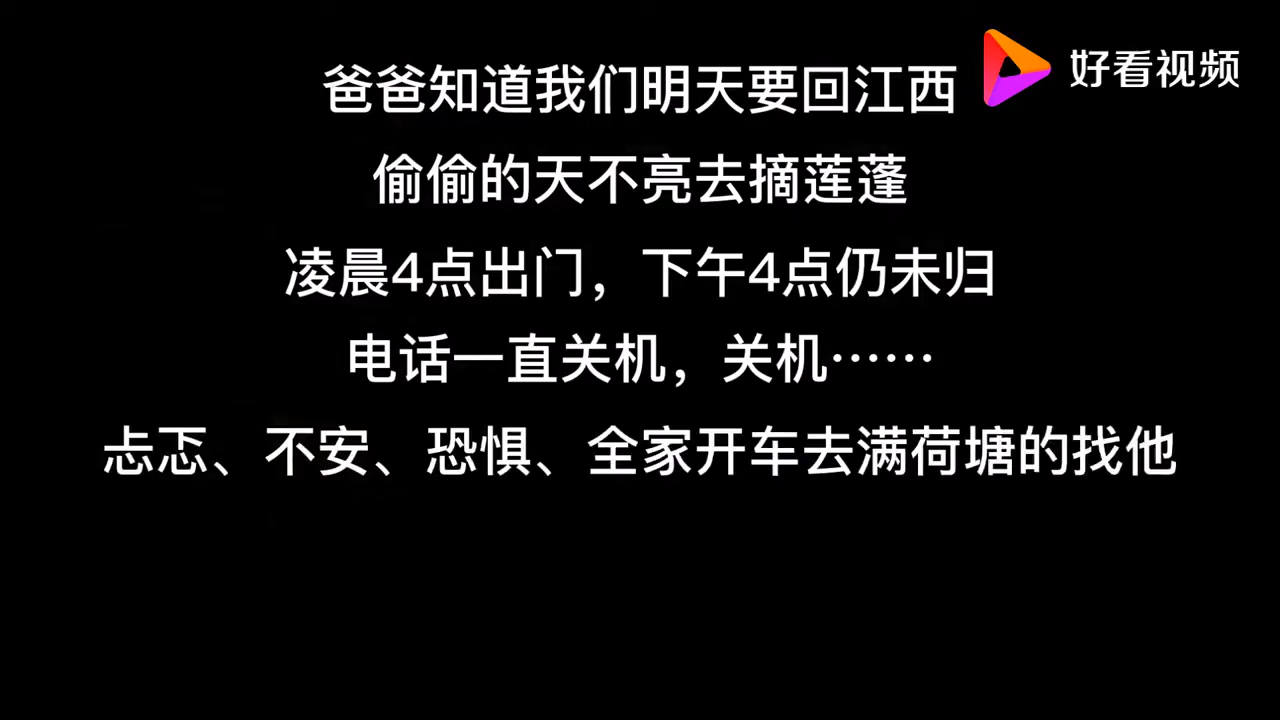 爸爸知道我们明天要回江西
好看视频
偷偷的天不亮去摘莲蓬
凌晨4点出门，下午4点仍未归
电话一直关机，关机……
忐忑、不安、恐惧、全家开车去满荷塘的找他